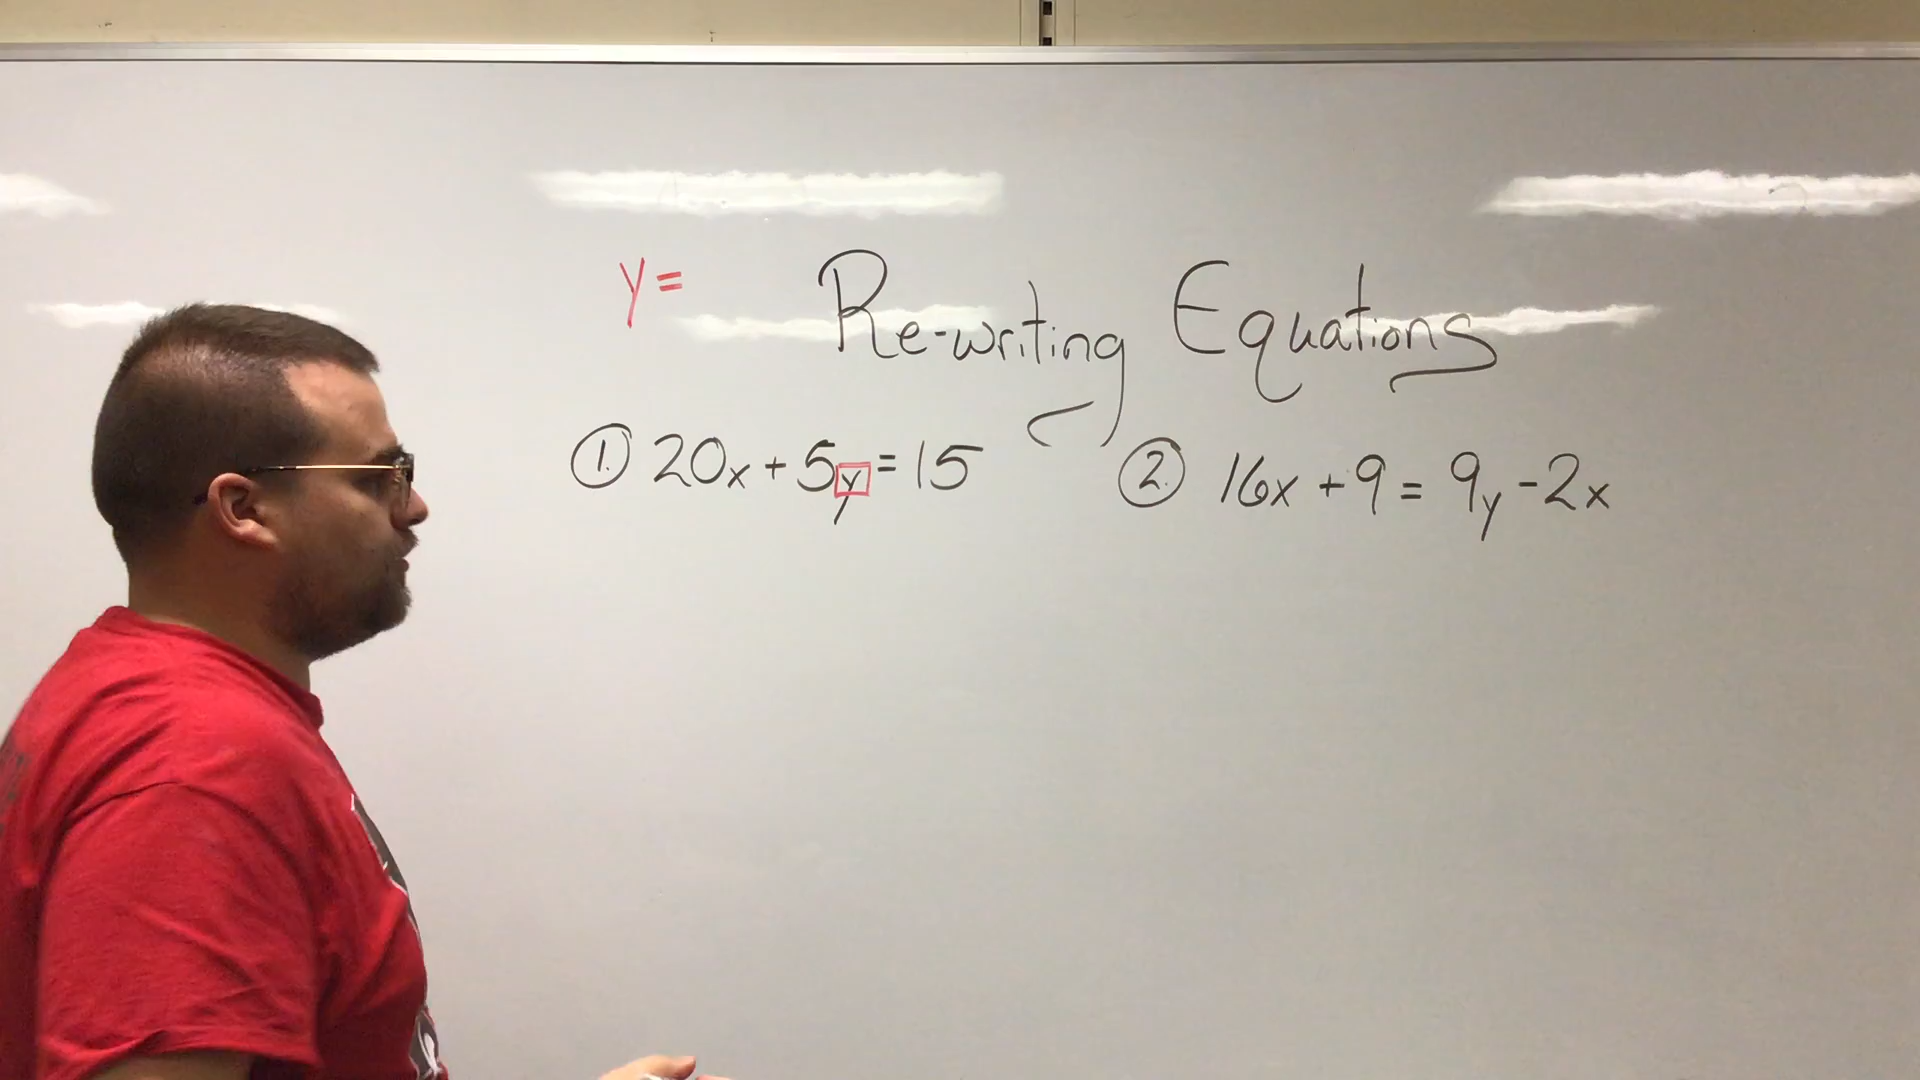 y= Re-writing Equations
1. 20x + 5y = 15
2. 16x + 9 = 9y - 2x